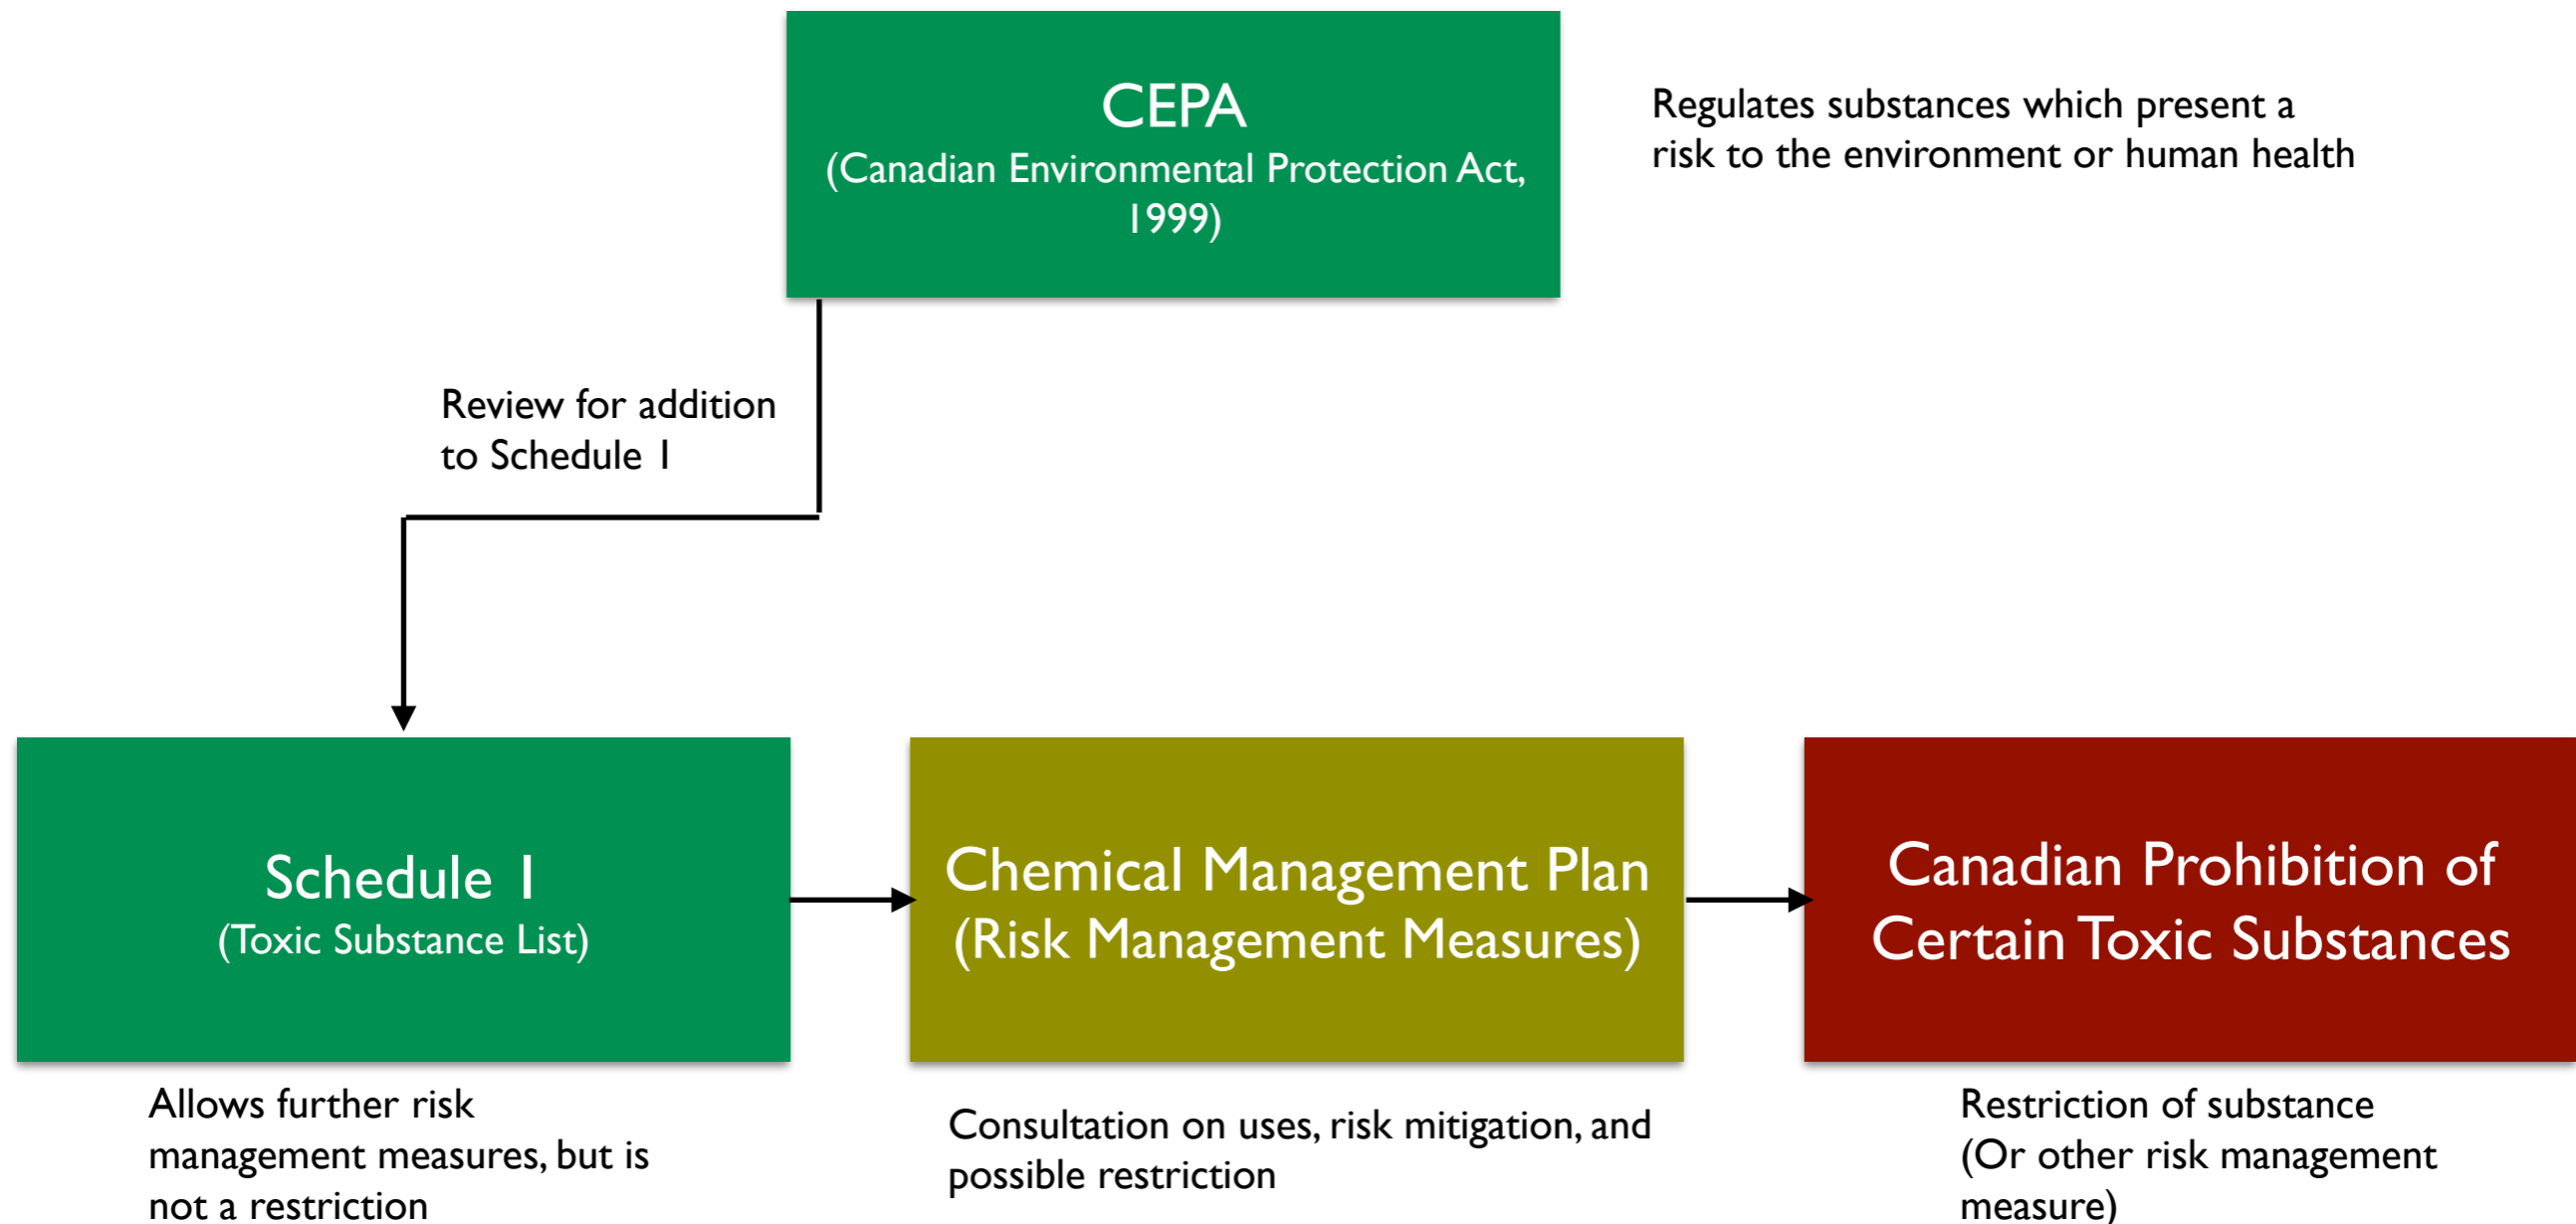 CEPA
(Canadian Environmental Protection Act,
1999)
Regulates substances which present a
risk to the environment or human health
Review for addition
to Schedule 1
Schedule 1
(Toxic Substance List)
Allows further risk
management measures, but is
not a restriction
Chemical Management Plan
(Risk Management Measures)
Consultation on uses, risk mitigation, and
possible restriction
Canadian Prohibition of
Certain Toxic Substances
Restriction of substance
(Or other risk management
measure)